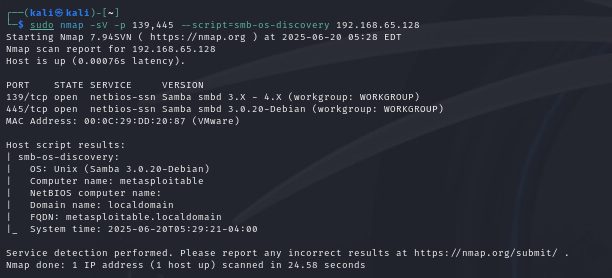 ┌──(kali㉿kali)-[~]
└─$ sudo nmap -sV -p 139,445 --script=smb-os-discovery 192.168.65.128
Starting Nmap 7.94SVN ( https://nmap.org ) at 2025-06-20 05:28 EDT
Nmap scan report for 192.168.65.128
Host is up (0.00076s latency).

PORT    STATE SERVICE     VERSION
139/tcp open  netbios-ssn Samba smbd 3.X - 4.X (workgroup: WORKGROUP)
445/tcp open  netbios-ssn Samba smbd 3.0.20-Debian (workgroup: WORKGROUP)
MAC Address: 00:0C:29:DD:20:87 (VMware)

Host script results:
| smb-os-discovery:
|   OS: Unix (Samba 3.0.20-Debian)
|   Computer name: metasploitable
|   NetBIOS computer name:
|   Domain name: localdomain
|   FQDN: metasploitable.localdomain
|_  System time: 2025-06-20T05:29:21-04:00

Service detection performed. Please report any incorrect results at https://nmap.org/submit/ .
Nmap done: 1 IP address (1 host up) scanned in 24.58 seconds